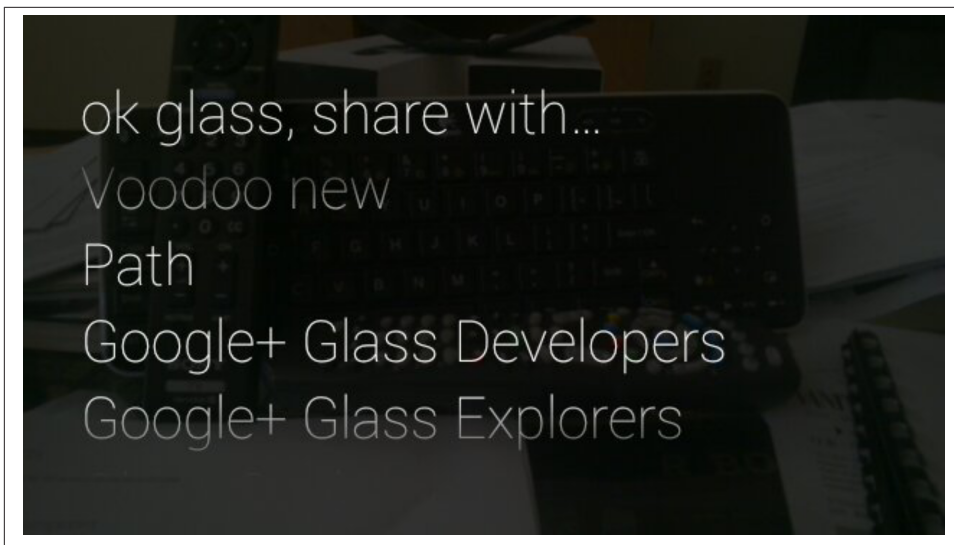 ok glass, share with...
Voodoo new
Path
Google+ Glass Developers
Google+ Glass Explorers